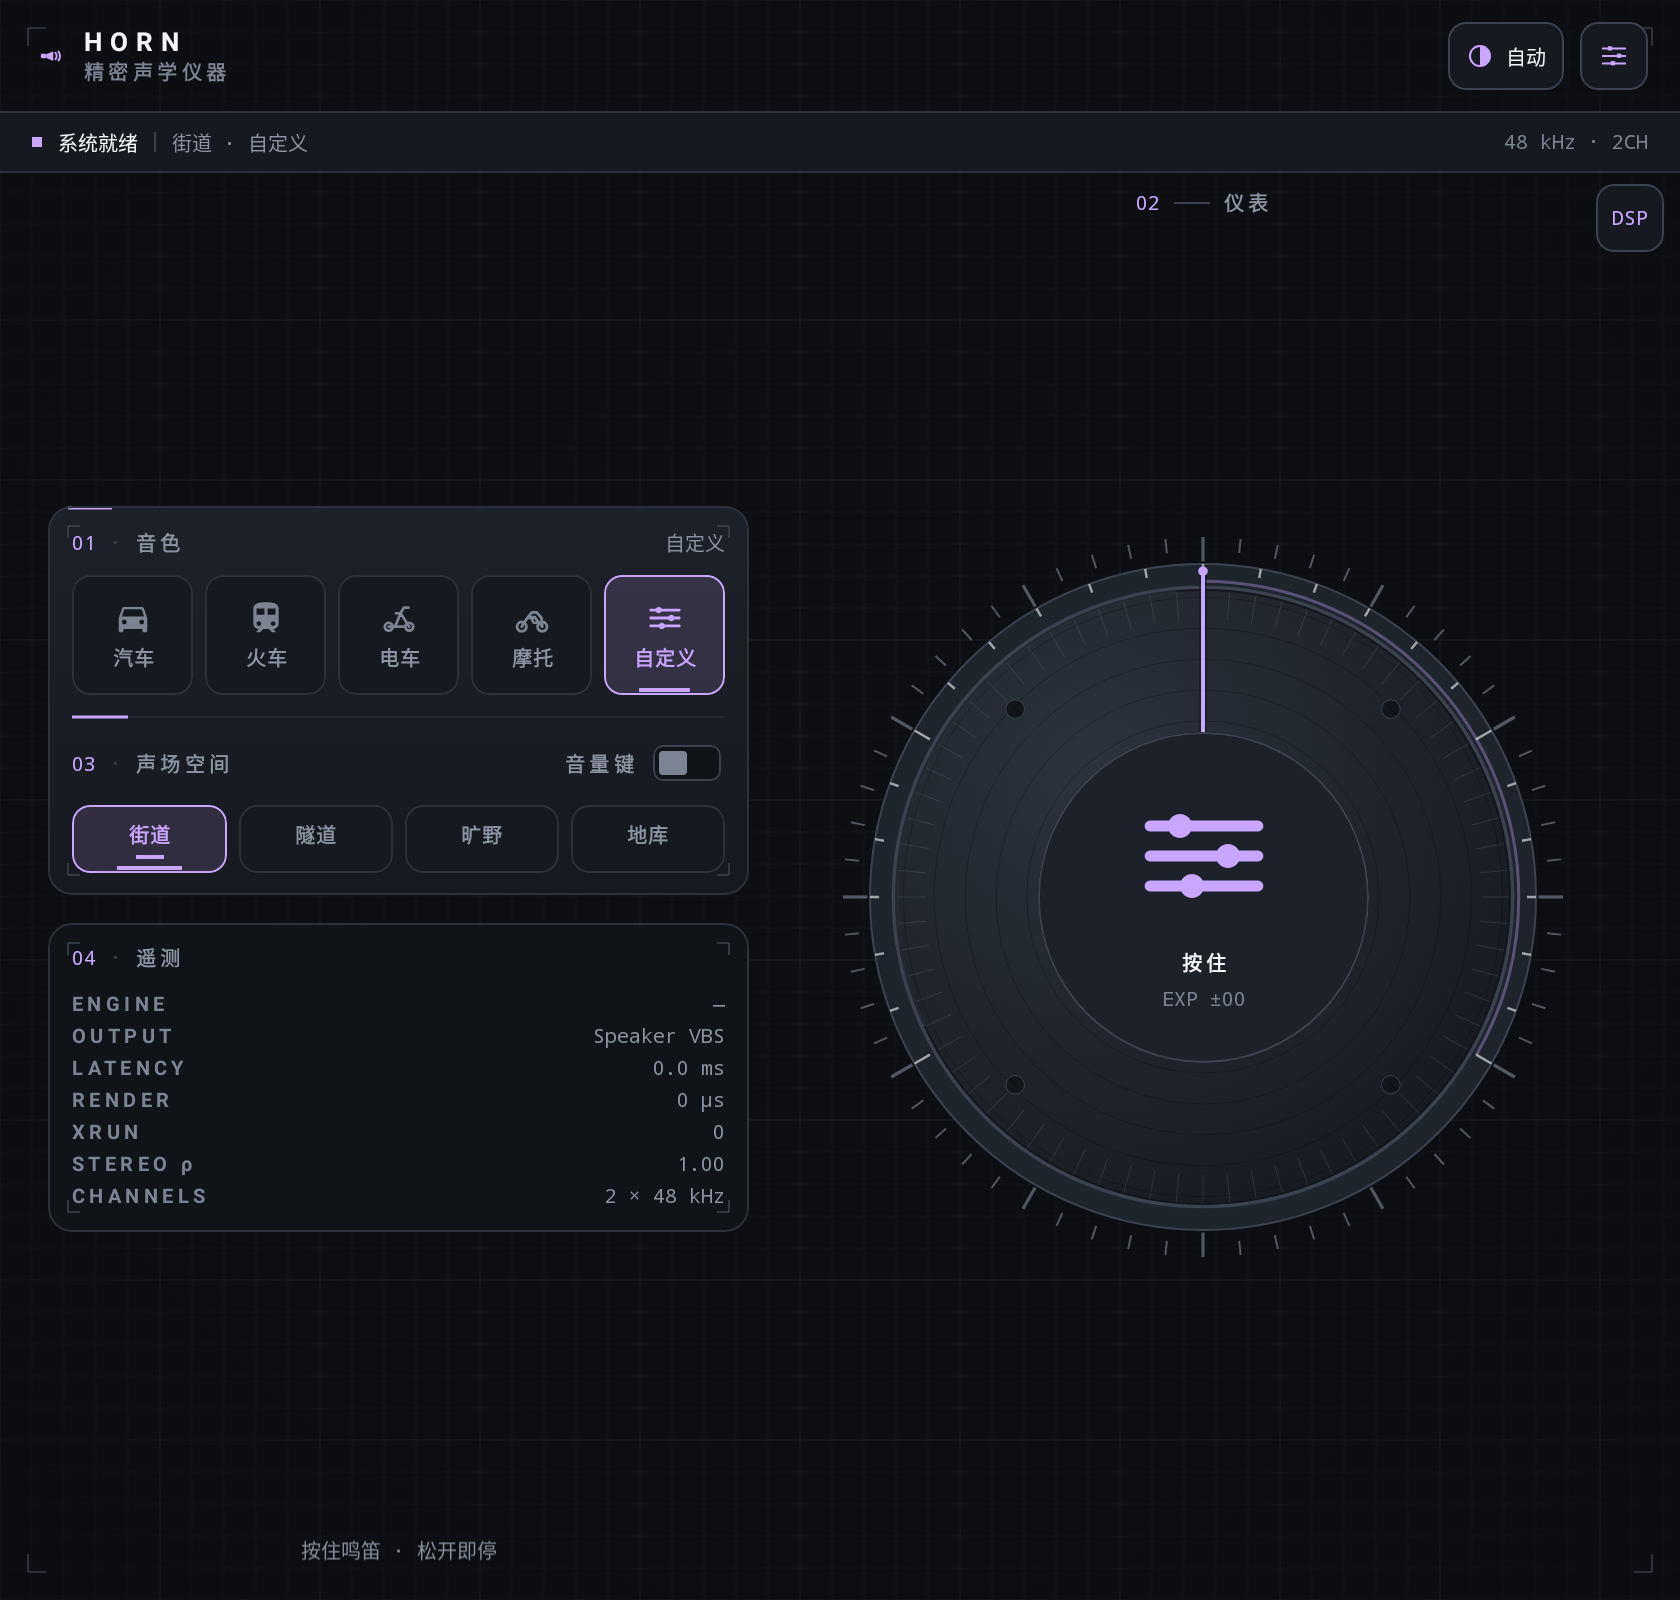 HORN
精密声学仪器
自动
系统就绪 街道 · 自定义
48 kHz · 2CH
02 仪表
DSP
01 · 音色 自定义
汽车 火车 电车 摩托 自定义
03 · 声场空间 音量键
街道 隧道 旷野 地库
04 · 遥测
ENGINE —
OUTPUT Speaker VBS
LATENCY 0.0 ms
RENDER 0 µs
XRUN 0
STEREO ρ 1.00
CHANNELS 2 × 48 kHz
按住
EXP ±00
按住鸣笛 · 松开即停